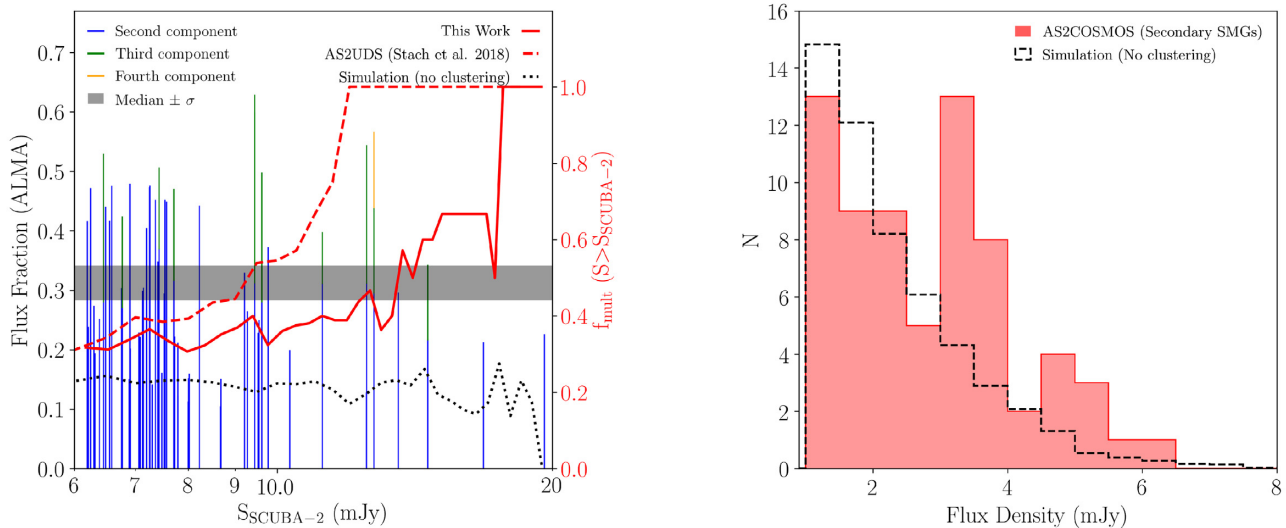 Second component
Third component
Fourth component
Median ± σ
This Work
AS2UDS (Stach et al. 2018)
Simulation (no clustering)
0.7
0.6
0.5
0.4
0.3
0.2
0.1
0.0
Flux Fraction (ALMA)
1.0
0.8
0.6
0.4
0.2
0.0
f_mult (S>S_SCUBA−2)
6 7 8 9 10.0 20
S_SCUBA−2 (mJy)
AS2COSMOS (Secondary SMGs)
Simulation (No clustering)
16
14
12
10
8
6
4
2
0
N
2 4 6 8
Flux Density (mJy)